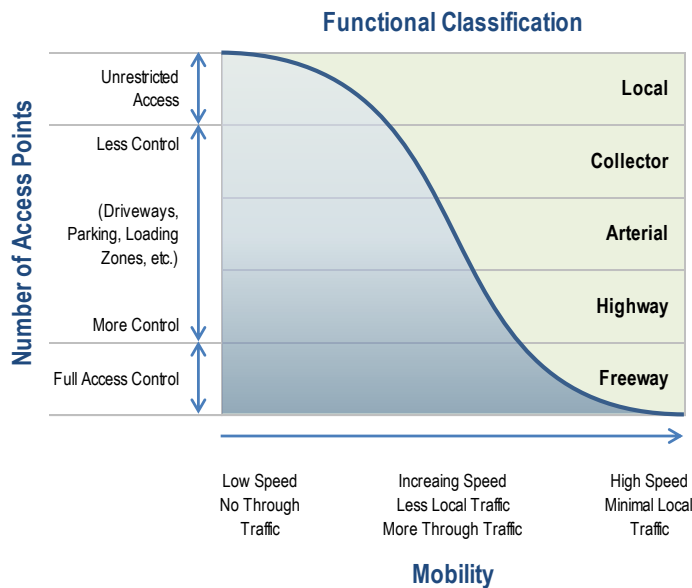 Functional Classification
Number of Access Points
Unrestricted
Access
Less Control
(Driveways,
Parking, Loading
Zones, etc.)
More Control
Full Access Control
Local
Collector
Arterial
Highway
Freeway
Low Speed
No Through
Traffic
Increaing Speed
Less Local Traffic
More Through Traffic
High Speed
Minimal Local
Traffic
Mobility